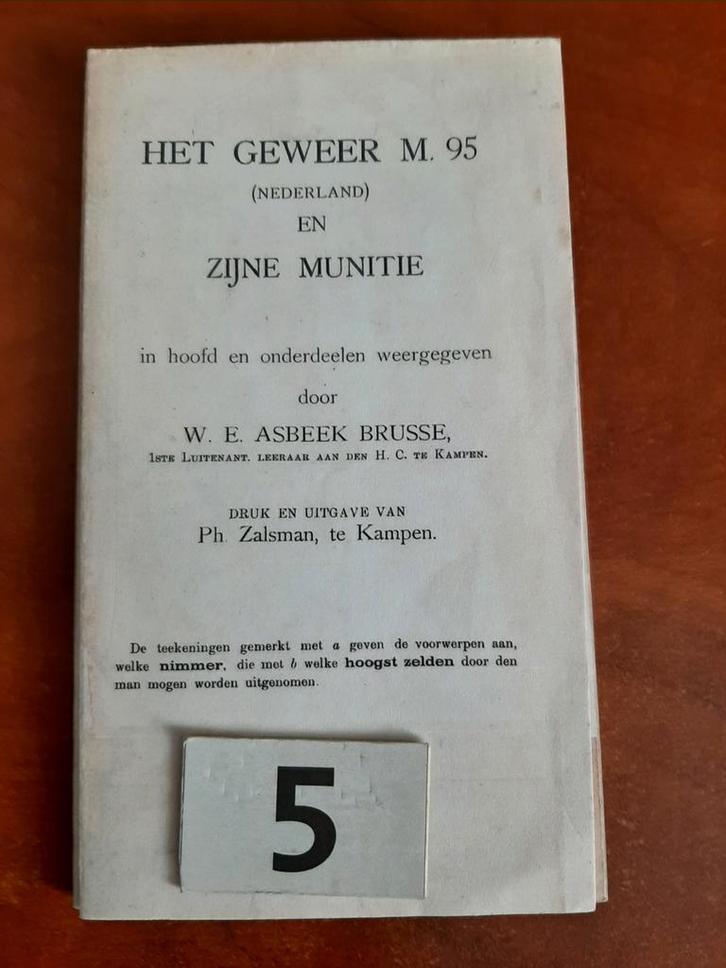 HET GEWEER M. 95
(NEDERLAND)
EN
ZIJNE MUNITIE
in hoofd en onderdeelen weergegeven
door
W. E. ASBEEK BRUSSE,
1STE LUITENANT. LEERAAR AAN DEN H. C. TE KAMPEN.
DRUK EN UITGAVE VAN
Ph. Zalsman, te Kampen.
De teekeningen gemerkt met a geven de voorwerpen aan,
welke nimmer, die met b welke hoogst zelden door den
man mogen worden uitgenomen.
5